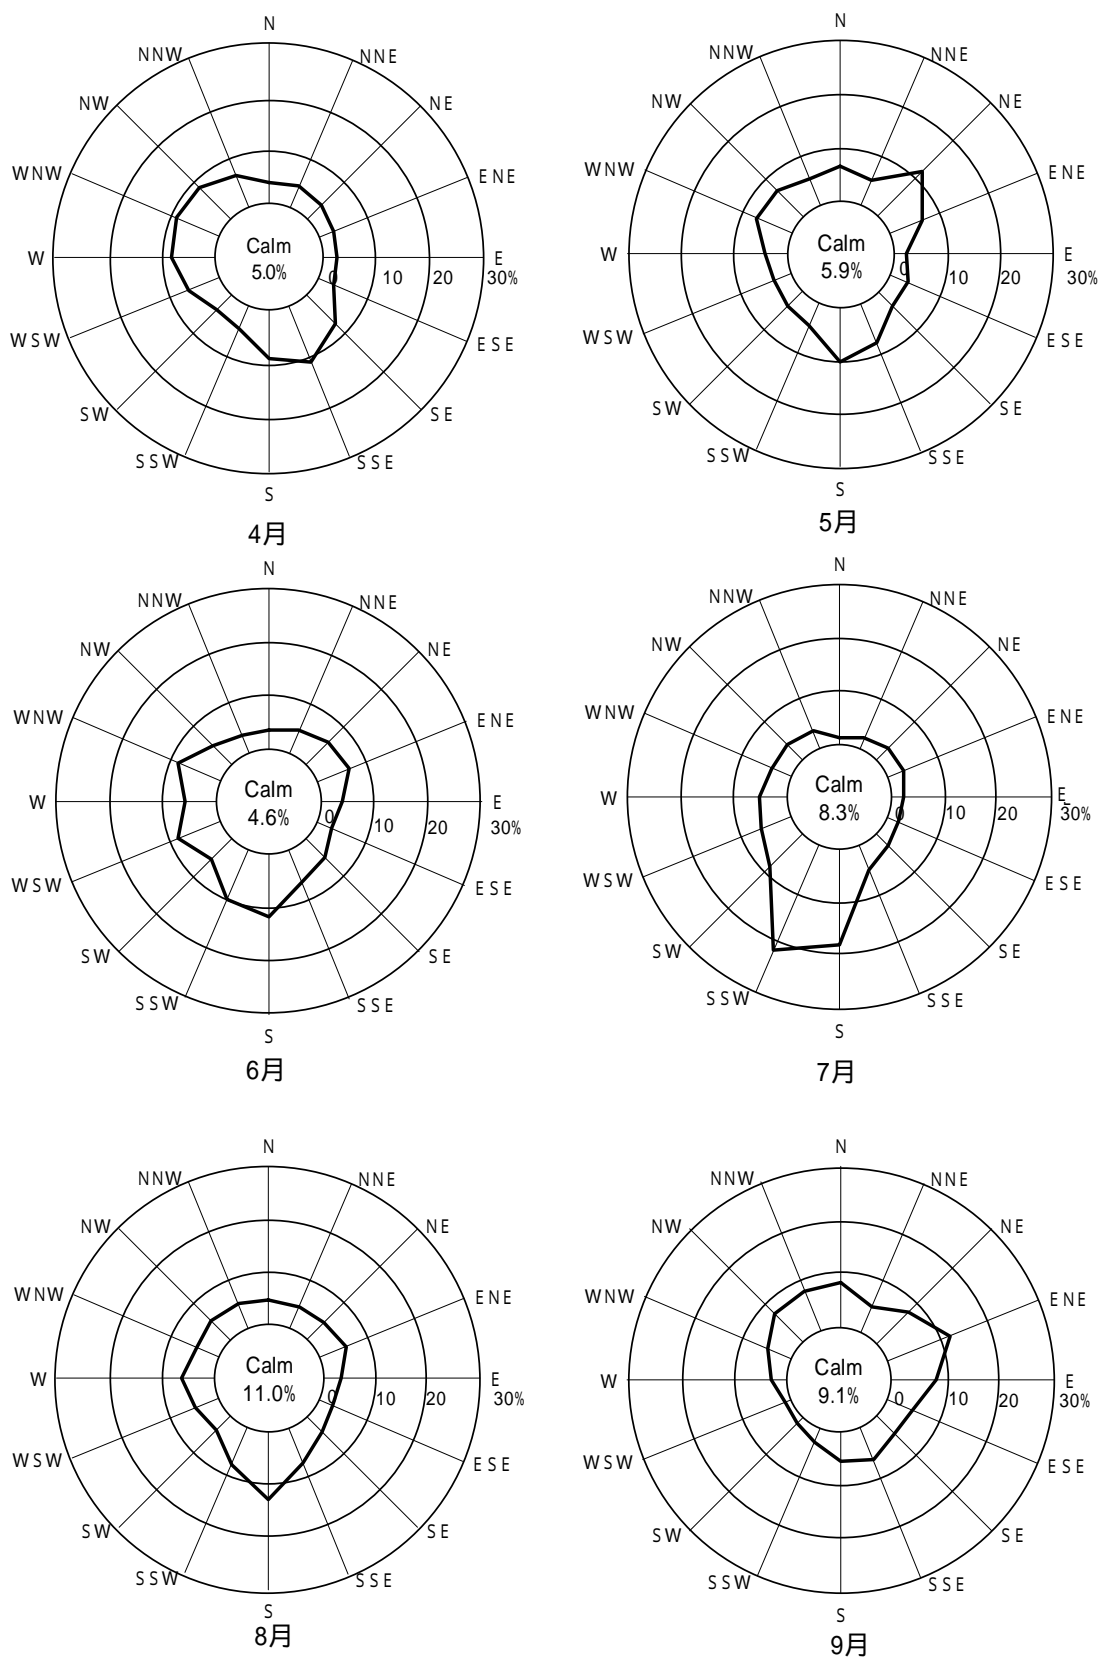 N
NNW NNE
NW NE
WNW ENE
Calm
5.0%
W 0 10 20 E
30%
WSW ESE
SW SE
SSW SSE
S
4月
N
NNW NNE
NW NE
WNW ENE
Calm
5.9%
W 0 10 20 E
30%
WSW ESE
SW SE
SSW SSE
S
5月
N
NNW NNE
NW NE
WNW ENE
Calm
4.6%
W 0 10 20 E
30%
WSW ESE
SW SE
SSW SSE
S
6月
N
NNW NNE
NW NE
WNW ENE
Calm
8.3%
W 0 10 20 E
30%
WSW ESE
SW SE
SSW SSE
S
7月
N
NNW NNE
NW NE
WNW ENE
Calm
11.0%
W 0 10 20 E
30%
WSW ESE
SW SE
SSW SSE
S
8月
N
NNW NNE
NW NE
WNW ENE
Calm
9.1%
W 0 10 20 E
30%
WSW ESE
SW SE
SSW SSE
S
9月